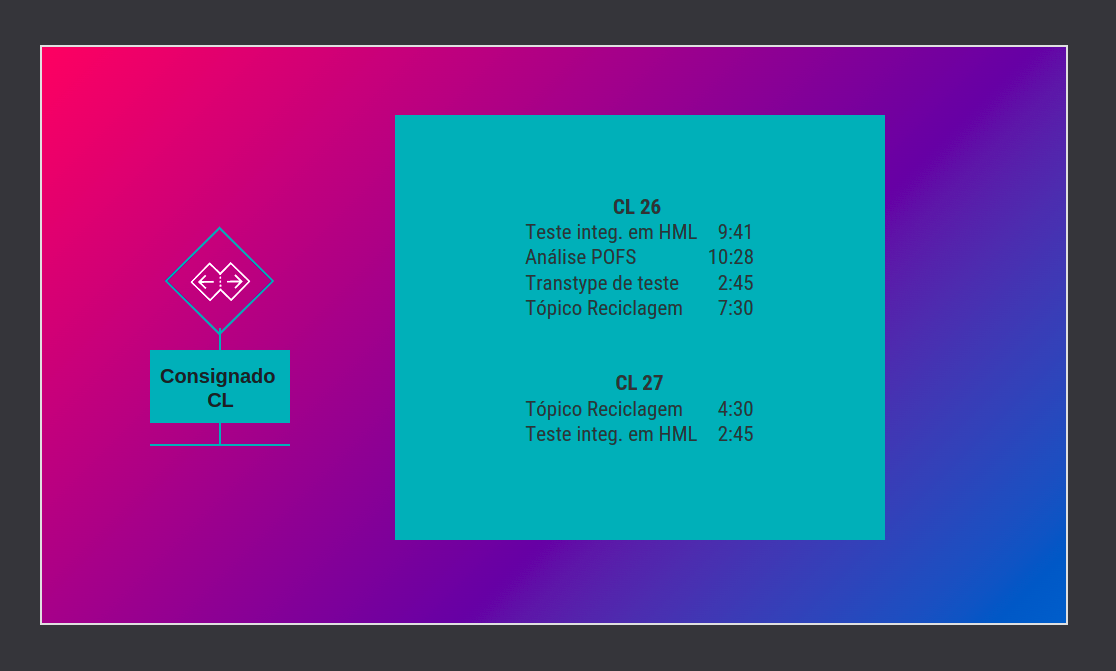 Consignado
CL
CL 26
Teste integ. em HML 9:41
Análise POFS 10:28
Transtype de teste 2:45
Tópico Reciclagem 7:30
CL 27
Tópico Reciclagem 4:30
Teste integ. em HML 2:45